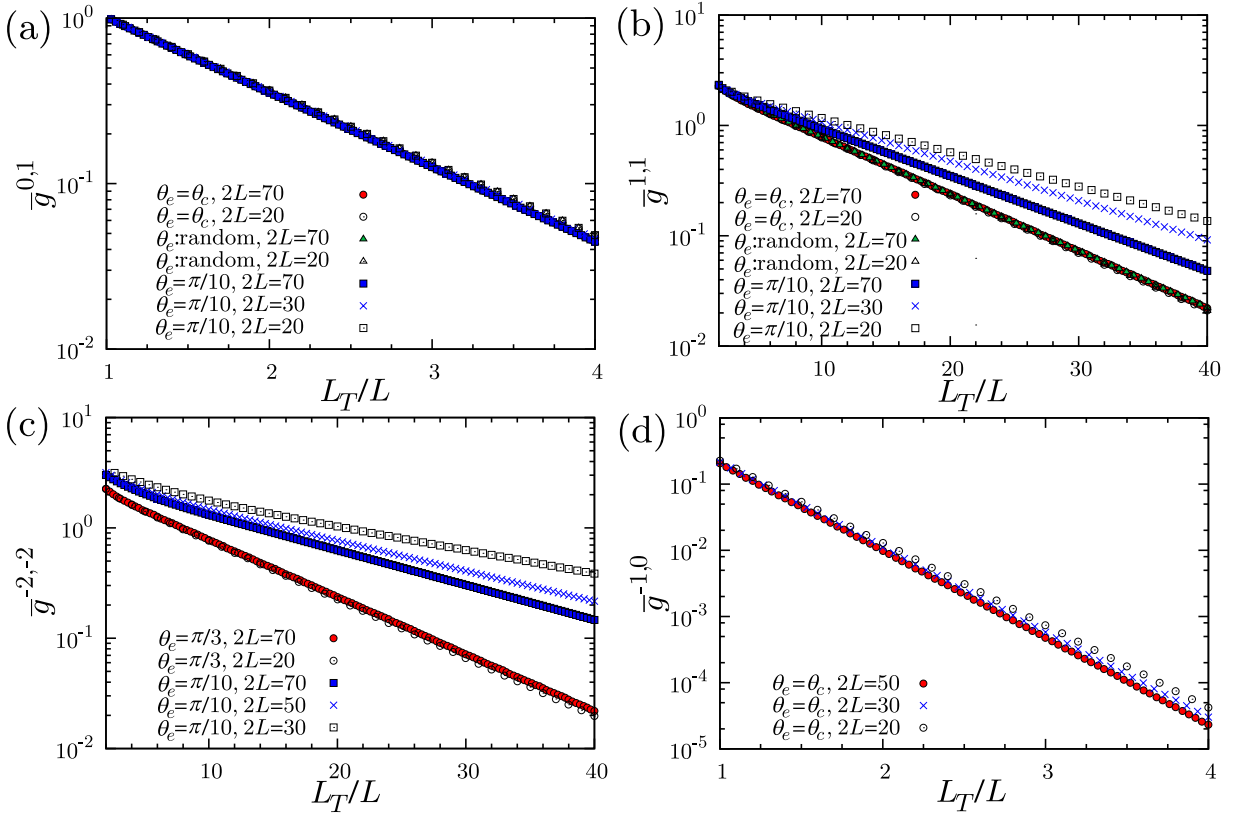 (a)
10^0
10^-1
10^-2
g̅^0,1
θ_e=θ_c, 2L=70
θ_e=θ_c, 2L=20
θ_e:random, 2L=70
θ_e:random, 2L=20
θ_e=π/10, 2L=70
θ_e=π/10, 2L=30
θ_e=π/10, 2L=20
1 2 3 4
L_T/L
(b)
10^1
10^0
10^-1
10^-2
g̅^1,1
θ_e=θ_c, 2L=70
θ_e=θ_c, 2L=20
θ_e:random, 2L=70
θ_e:random, 2L=20
θ_e=π/10, 2L=70
θ_e=π/10, 2L=30
θ_e=π/10, 2L=20
10 20 30 40
L_T/L
(c)
10^1
10^0
10^-1
10^-2
g̅^-2,-2
θ_e=π/3, 2L=70
θ_e=π/3, 2L=20
θ_e=π/10, 2L=70
θ_e=π/10, 2L=50
θ_e=π/10, 2L=30
10 20 30 40
L_T/L
(d)
10^0
10^-1
10^-2
10^-3
10^-4
10^-5
g̅^-1,0
θ_e=θ_c, 2L=50
θ_e=θ_c, 2L=30
θ_e=θ_c, 2L=20
1 2 3 4
L_T/L